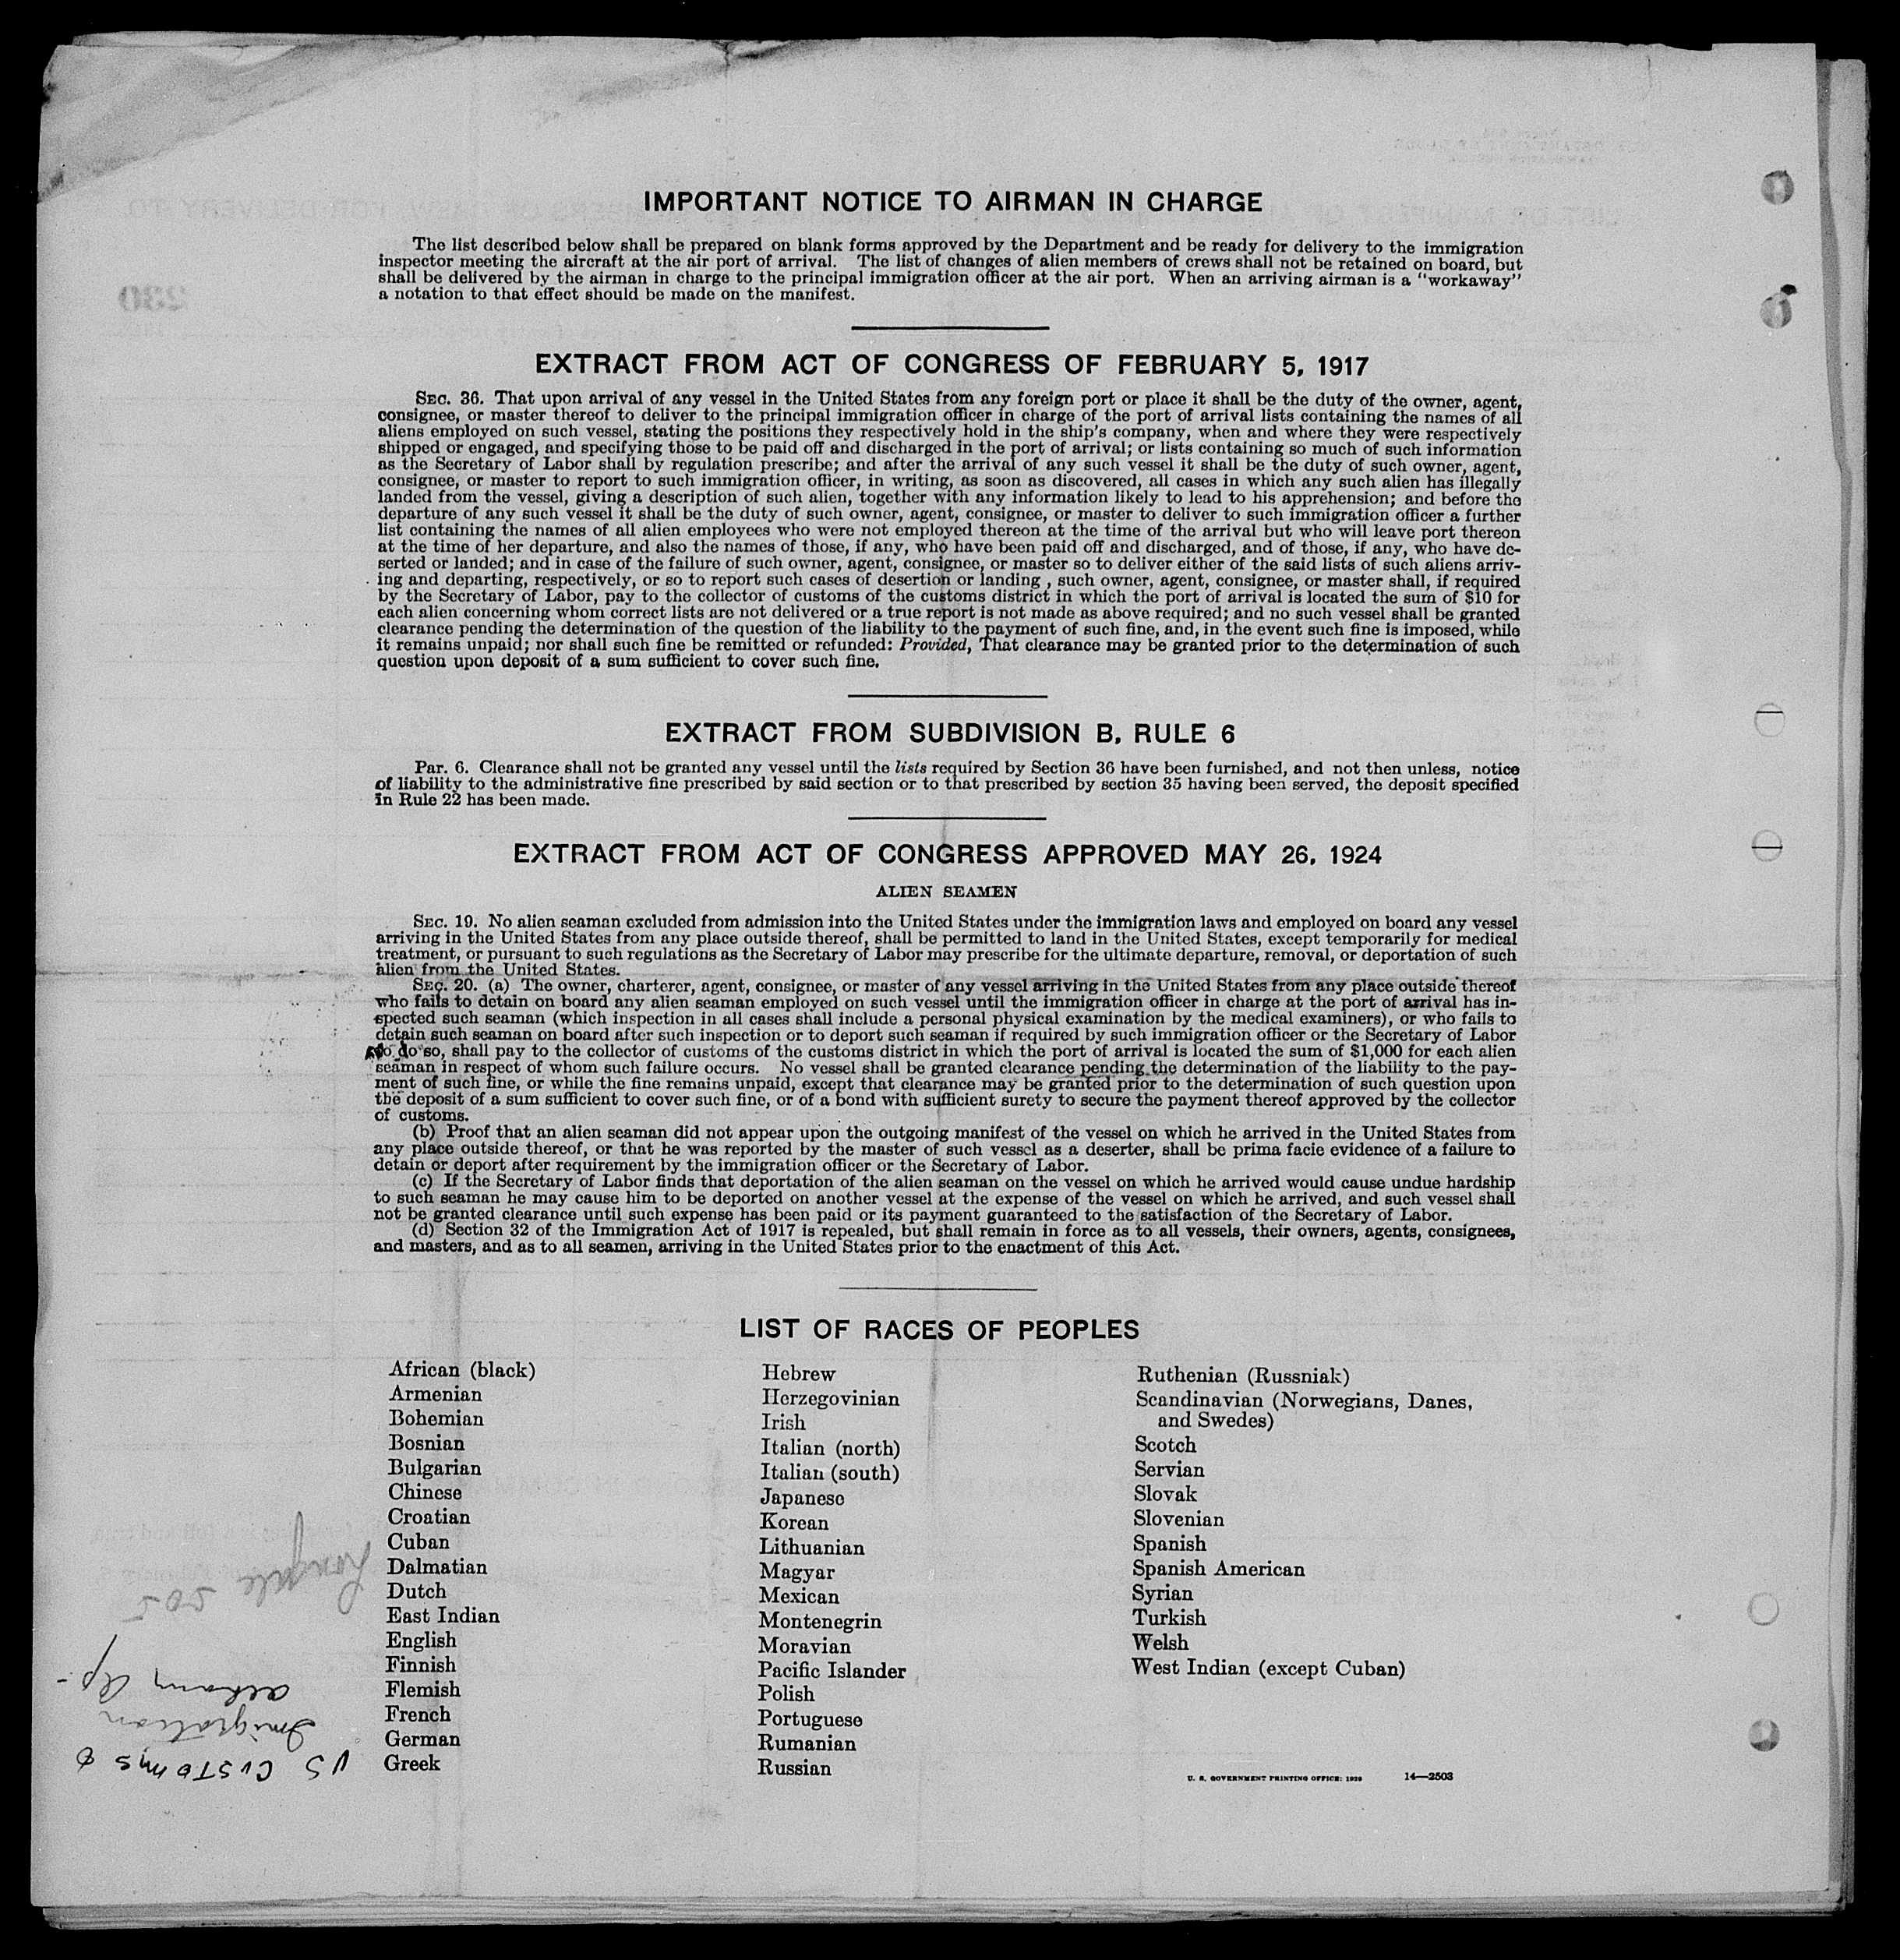 IMPORTANT NOTICE TO AIRMAN IN CHARGE
The list described below shall be prepared on blank forms approved by the Department and be ready for delivery to the immigration
inspector meeting the aircraft at the air port of arrival. The list of changes of alien members of crews shall not be retained on board, but
shall be delivered by the airman in charge to the principal immigration officer at the air port. When an arriving airman is a "workaway"
a notation to that effect should be made on the manifest.
230
EXTRACT FROM ACT OF CONGRESS OF FEBRUARY 5, 1917
SEC. 36. That upon arrival of any vessel in the United States from any foreign port or place it shall be the duty of the owner, agent,
consignee, or master thereof to deliver to the principal immigration officer in charge of the port of arrival lists containing the names of all
aliens employed on such vessel, stating the positions they respectively hold in the ship's company, when and where they were respectively
shipped or engaged, and specifying those to be paid off and discharged in the port of arrival; or lists containing so much of such information
as the Secretary of Labor shall by regulation prescribe; and after the arrival of any such vessel it shall be the duty of such owner, agent,
consignee, or master to report to such immigration officer, in writing, as soon as discovered, all cases in which any such alien has illegally
landed from the vessel, giving a description of such alien, together with any information likely to lead to his apprehension; and before the
departure of any such vessel it shall be the duty of such owner, agent, consignee, or master to deliver to such immigration officer a further
list containing the names of all alien employees who were not employed thereon at the time of the arrival but who will leave port thereon
at the time of her departure, and also the names of those, if any, who have been paid off and discharged, and of those, if any, who have de-
serted or landed; and in case of the failure of such owner, agent, consignee, or master so to deliver either of the said lists of such aliens arriv-
ing and departing, respectively, or so to report such cases of desertion or landing , such owner, agent, consignee, or master shall, if required
by the Secretary of Labor, pay to the collector of customs of the customs district in which the port of arrival is located the sum of $10 for
each alien concerning whom correct lists are not delivered or a true report is not made as above required; and no such vessel shall be granted
clearance pending the determination of the question of the liability to the payment of such fine, and, in the event such fine is imposed, while
it remains unpaid; nor shall such fine be remitted or refunded: Provided, That clearance may be granted prior to the determination of such
question upon deposit of a sum sufficient to cover such fine.
EXTRACT FROM SUBDIVISION B, RULE 6
Par. 6. Clearance shall not be granted any vessel until the lists required by Section 36 have been furnished, and not then unless, notice
of liability to the administrative fine prescribed by said section or to that prescribed by section 35 having been served, the deposit specified
in Rule 22 has been made.
EXTRACT FROM ACT OF CONGRESS APPROVED MAY 26, 1924
ALIEN SEAMEN
SEC. 19. No alien seaman excluded from admission into the United States under the immigration laws and employed on board any vessel
arriving in the United States from any place outside thereof, shall be permitted to land in the United States, except temporarily for medical
treatment, or pursuant to such regulations as the Secretary of Labor may prescribe for the ultimate departure, removal, or deportation of such
alien from the United States.
SEC. 20. (a) The owner, charterer, agent, consignee, or master of any vessel arriving in the United States from any place outside thereof
who fails to detain on board any alien seaman employed on such vessel until the immigration officer in charge at the port of arrival has in-
spected such seaman (which inspection in all cases shall include a personal physical examination by the medical examiners), or who fails to
detain such seaman on board after such inspection or to deport such seaman if required by such immigration officer or the Secretary of Labor
to do so, shall pay to the collector of customs of the customs district in which the port of arrival is located the sum of $1,000 for each alien
seaman in respect of whom such failure occurs. No vessel shall be granted clearance pending the determination of the liability to the pay-
ment of such fine, or while the fine remains unpaid, except that clearance may be granted prior to the determination of such question upon
the deposit of a sum sufficient to cover such fine, or of a bond with sufficient surety to secure the payment thereof approved by the collector
of customs.
(b) Proof that an alien seaman did not appear upon the outgoing manifest of the vessel on which he arrived in the United States from
any place outside thereof, or that he was reported by the master of such vessel as a deserter, shall be prima facie evidence of a failure to
detain or deport after requirement by the immigration officer or the Secretary of Labor.
(c) If the Secretary of Labor finds that deportation of the alien seaman on the vessel on which he arrived would cause undue hardship
to such seaman he may cause him to be deported on another vessel at the expense of the vessel on which he arrived, and such vessel shall
not be granted clearance until such expense has been paid or its payment guaranteed to the satisfaction of the Secretary of Labor.
(d) Section 32 of the Immigration Act of 1917 is repealed, but shall remain in force as to all vessels, their owners, agents, consignees,
and masters, and as to all seamen, arriving in the United States prior to the enactment of this Act.
LIST OF RACES OF PEOPLES
African (black)
Armenian
Bohemian
Bosnian
Bulgarian
Chinese
Croatian
Cuban
Dalmatian
Dutch
East Indian
English
Finnish
Flemish
French
German
Greek
Hebrew
Herzegovinian
Irish
Italian (north)
Italian (south)
Japanese
Korean
Lithuanian
Magyar
Mexican
Montenegrin
Moravian
Pacific Islander
Polish
Portuguese
Rumanian
Russian
Ruthenian (Russniak)
Scandinavian (Norwegians, Danes,
and Swedes)
Scotch
Servian
Slovak
Slovenian
Spanish
Spanish American
Syrian
Turkish
Welsh
West Indian (except Cuban)
U. S. GOVERNMENT PRINTING OFFICE: 1928 14—2503
US CUSTOMS &
Imigration
Albany Ap-
505